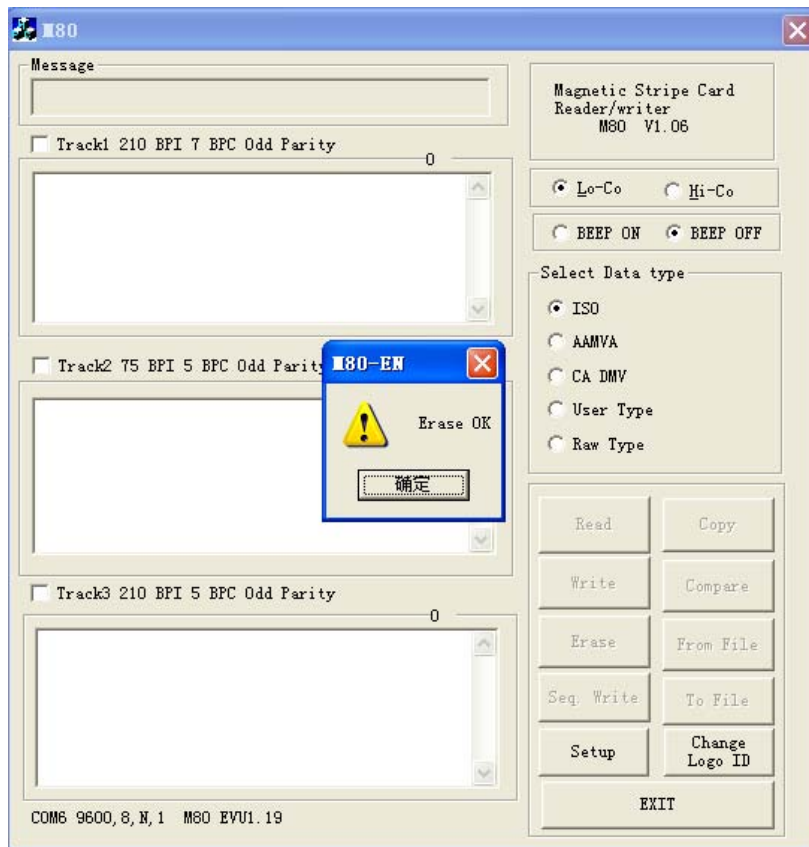 M80
Message
Magnetic Stripe Card
Reader/writer
M80 V1.06
Track1 210 BPI 7 BPC Odd Parity
0
Lo-Co
Hi-Co
BEEP ON
BEEP OFF
Select Data type
ISO
AAMVA
CA DMV
User Type
Raw Type
Track2 75 BPI 5 BPC Odd Parit
M80-EN
Erase OK
确定
Read
Copy
Write
Compare
Track3 210 BPI 5 BPC Odd Parity
0
Erase
From File
Seq. Write
To File
Setup
Change
Logo ID
EXIT
COM6 9600,8,N,1 M80 EVU1.19